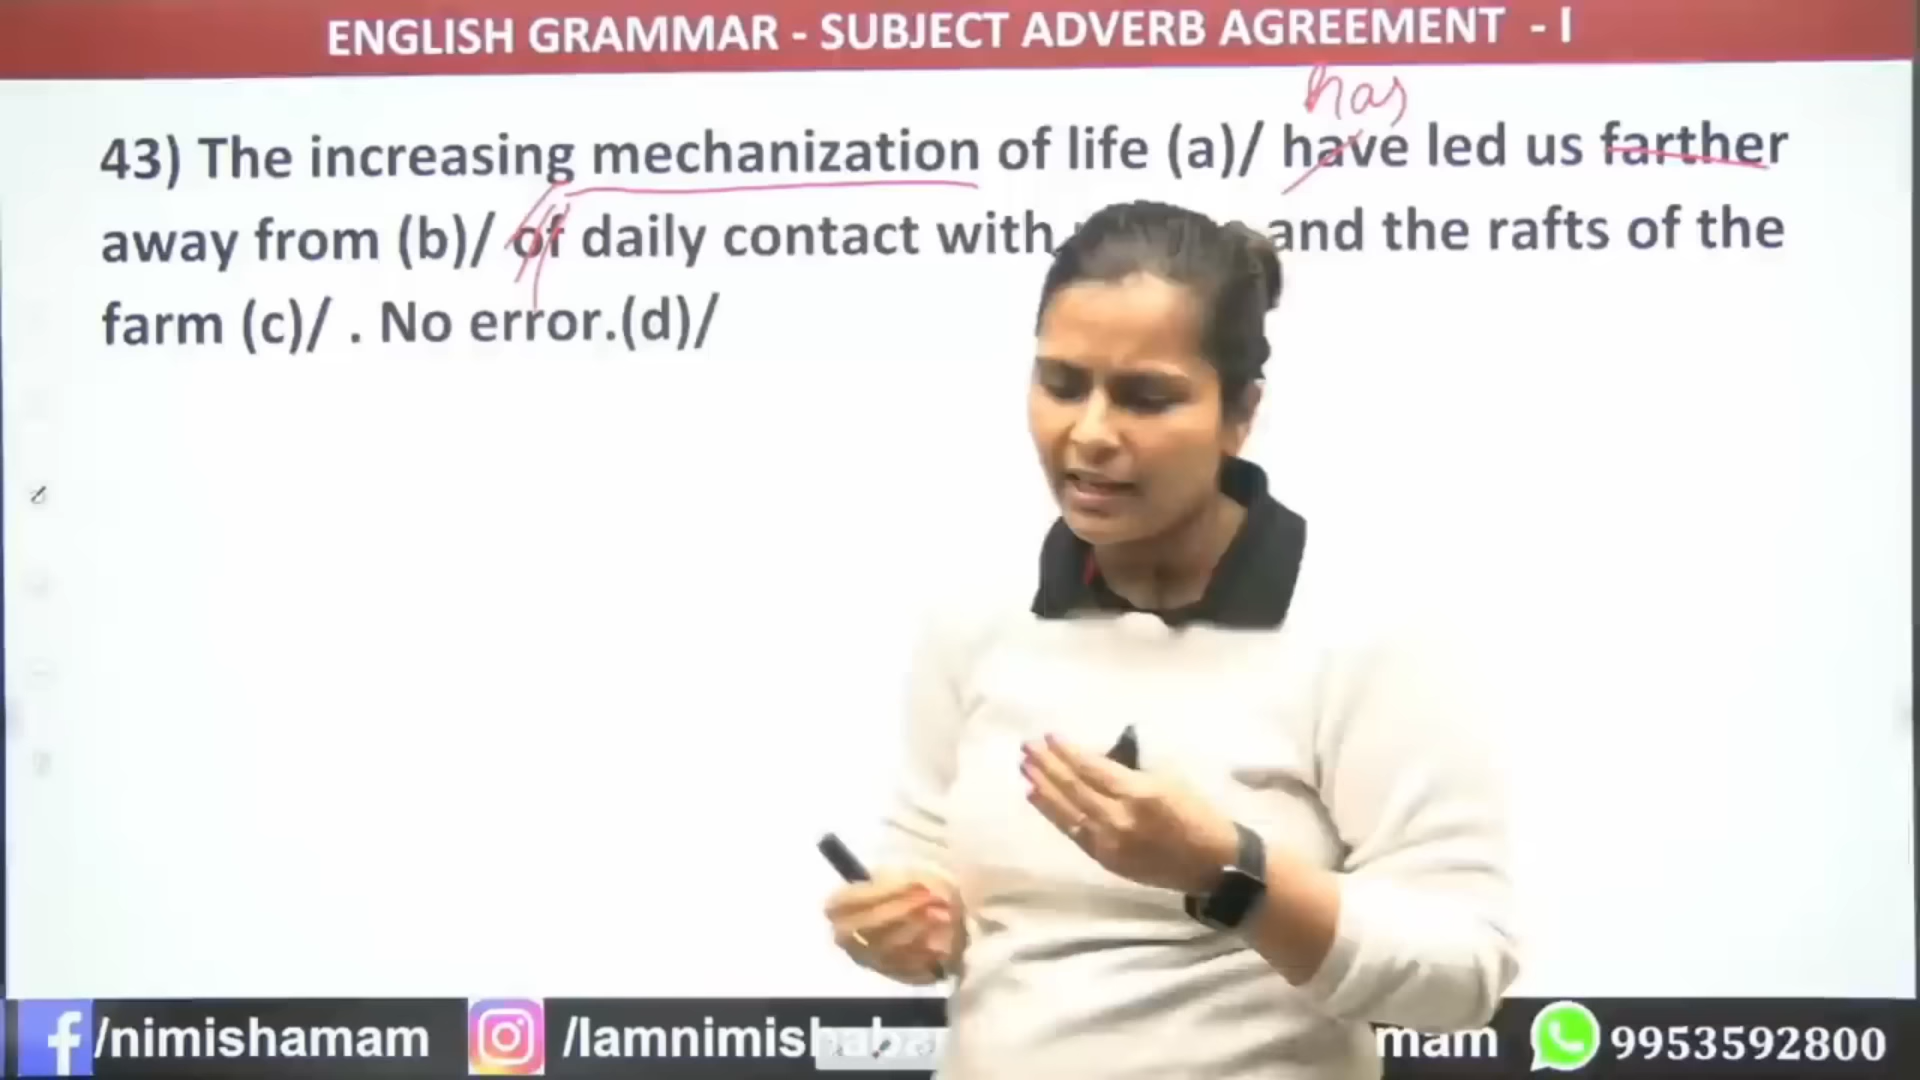 ENGLISH GRAMMAR - SUBJECT ADVERB AGREEMENT - I
has
43) The increasing mechanization of life (a)/ have led us farther
away from (b)/ of daily contact with and the rafts of the
farm (c)/ . No error.(d)/
/nimishamam /Iamnimisha mam 9953592800